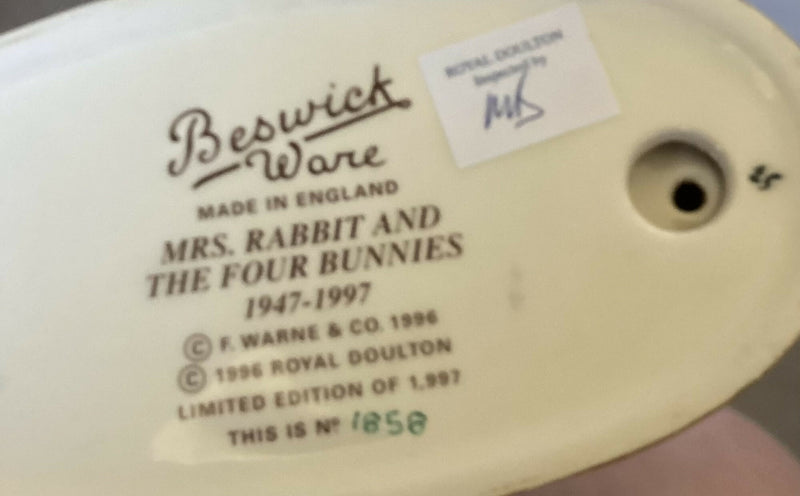 Beswick
Ware
MADE IN ENGLAND
MRS. RABBIT AND
THE FOUR BUNNIES
1947-1997
© F. WARNE & CO. 1996
© 1996 ROYAL DOULTON
LIMITED EDITION OF 1,997
THIS IS Nº 1858
ROYAL DOULTON
Inspected by
25